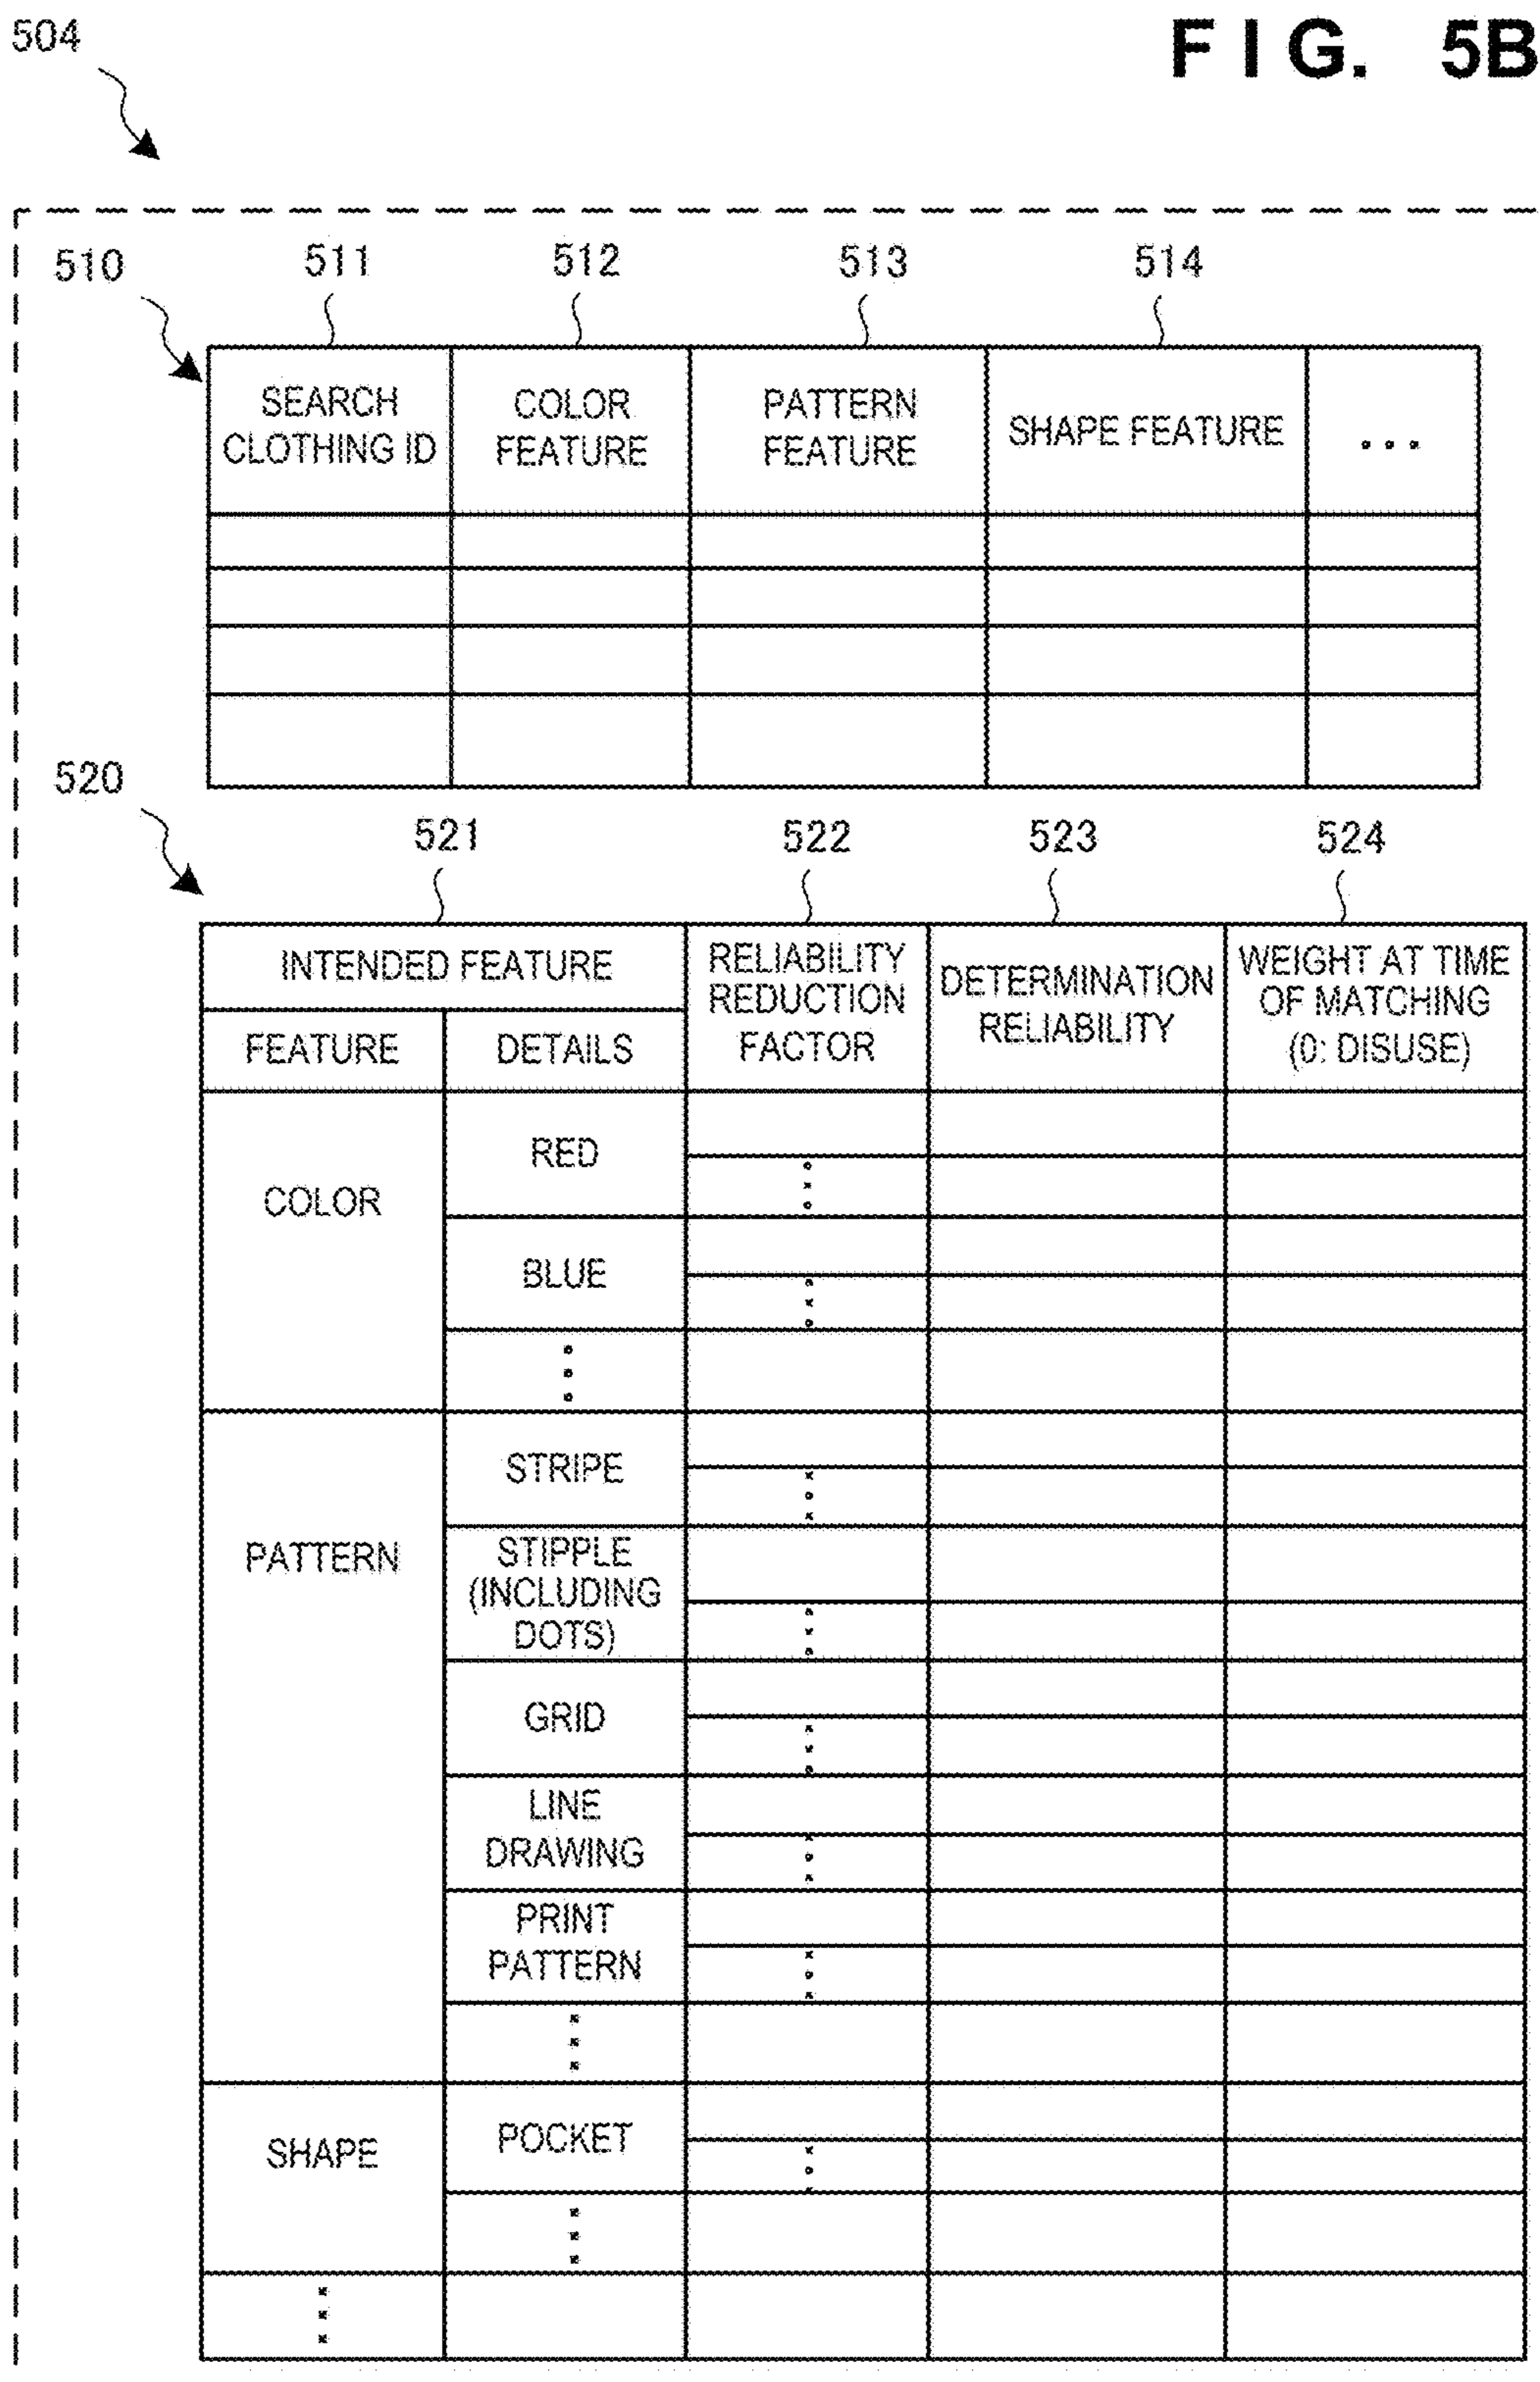 504
F I G. 5B
510
511
512
513
514
SEARCH
CLOTHING ID
COLOR
FEATURE
PATTERN
FEATURE
SHAPE FEATURE
...
520
521
522
523
524
INTENDED FEATURE
RELIABILITY
REDUCTION
FACTOR
DETERMINATION
RELIABILITY
WEIGHT AT TIME
OF MATCHING
(0: DISUSE)
FEATURE
DETAILS
COLOR
RED
BLUE
PATTERN
STRIPE
STIPPLE
(INCLUDING
DOTS)
GRID
LINE
DRAWING
PRINT
PATTERN
SHAPE
POCKET